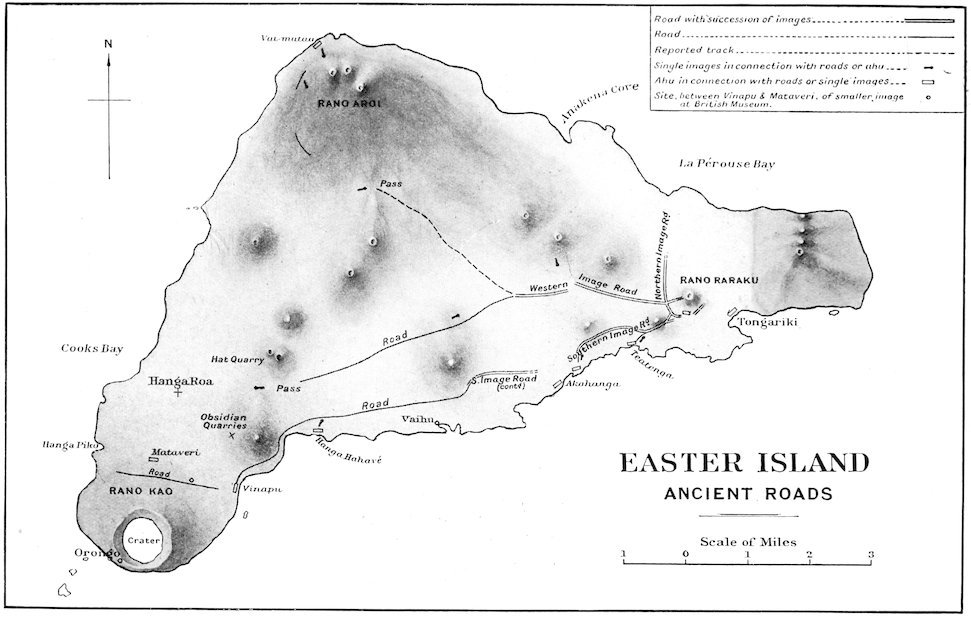 Road with succession of images
Road
Reported track
Single images in connection with roads or ahu
Ahu in connection with roads or single images
Site, between Vinapu & Mataveri, of smaller image
at British Museum.
N
Vai-mataa
RANO AROI
Anakena Cove
La Pérouse Bay
Pass
Northern Image Rd
Western Image Road
RANO RARAKU
Tongariki
Road
Southern Image Rd
Teatenga
Cooks Bay
Hat Quarry
Hanga Roa
Pass
S. Image Road
(contd)
Akahanga
Road
Obsidian
Quarries
Vaihu
Hanga Hahavé
Hanga Piko
Mataveri
Road
RANO KAO
Vinapu
Crater
Orongo
EASTER ISLAND
ANCIENT ROADS
Scale of Miles
1 0 1 2 3